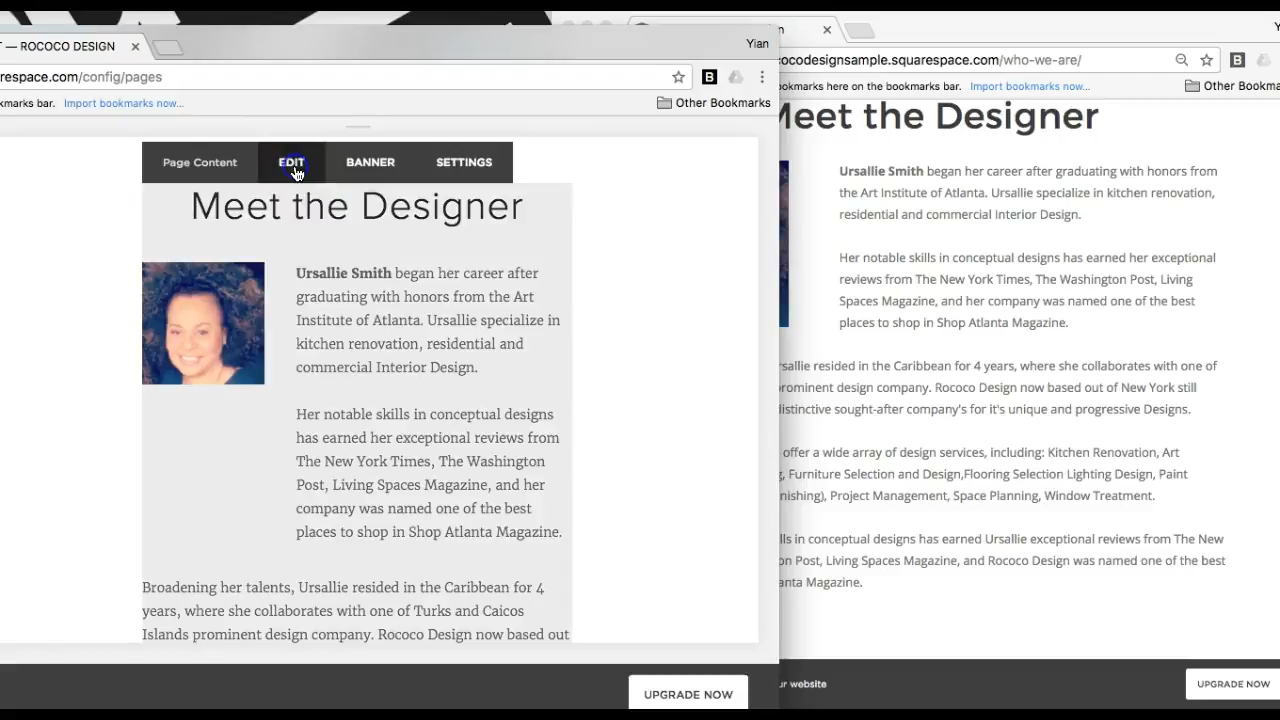 T — ROCOCO DESIGN
Yian
respace.com/config/pages
kmarks bar. Import bookmarks now...
Other Bookmarks
Page Content EDIT BANNER SETTINGS
Meet the Designer
Ursallie Smith began her career after
graduating with honors from the Art
Institute of Atlanta. Ursallie specialize in
kitchen renovation, residential and
commercial Interior Design.
Her notable skills in conceptual designs
has earned her exceptional reviews from
The New York Times, The Washington
Post, Living Spaces Magazine, and her
company was named one of the best
places to shop in Shop Atlanta Magazine.
Broadening her talents, Ursallie resided in the Caribbean for 4
years, where she collaborates with one of Turks and Caicos
Islands prominent design company. Rococo Design now based out
UPGRADE NOW
n
Y
ocodesignsample.squarespace.com/who-we-are/
bookmarks here on the bookmarks bar. Import bookmarks now...
Other Bookma
Meet the Designer
Ursallie Smith began her career after graduating with honors from
the Art Institute of Atlanta. Ursallie specialize in kitchen renovation,
residential and commercial Interior Design.
Her notable skills in conceptual designs has earned her exceptional
reviews from The New York Times, The Washington Post, Living
Spaces Magazine, and her company was named one of the best
places to shop in Shop Atlanta Magazine.
rsallie resided in the Caribbean for 4 years, where she collaborates with one of
prominent design company. Rococo Design now based out of New York still
distinctive sought-after company's for it's unique and progressive Designs.
offer a wide array of design services, including: Kitchen Renovation, Art
g, Furniture Selection and Design,Flooring Selection Lighting Design, Paint
nishing), Project Management, Space Planning, Window Treatment.
lls in conceptual designs has earned Ursallie exceptional reviews from The New
on Post, Living Spaces Magazine, and Rococo Design was named one of the best
anta Magazine.
ur website
UPGRADE NOW